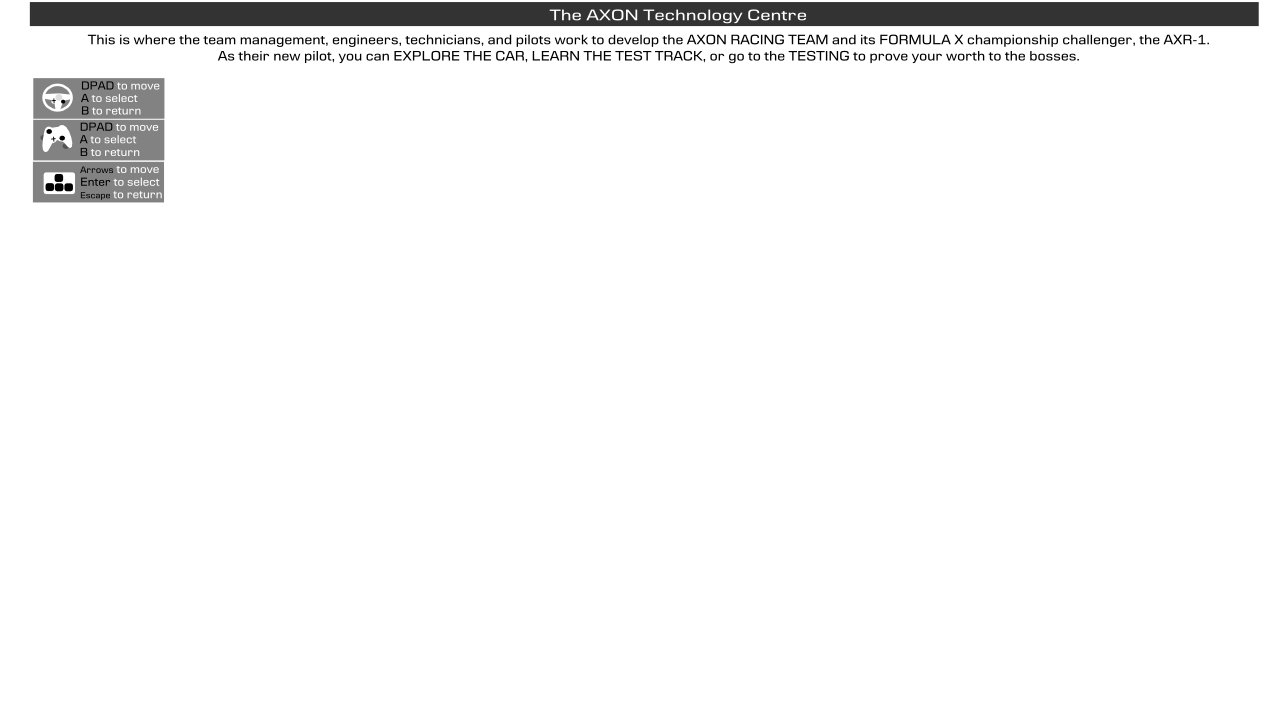 The AXON Technology Centre
This is where the team management, engineers, technicians, and pilots work to develop the AXON RACING TEAM and its FORMULA X championship challenger, the AXR-1.
As their new pilot, you can EXPLORE THE CAR, LEARN THE TEST TRACK, or go to the TESTING to prove your worth to the bosses.
DPAD to move
A to select
B to return
DPAD to move
A to select
B to return
Arrows to move
Enter to select
Escape to return